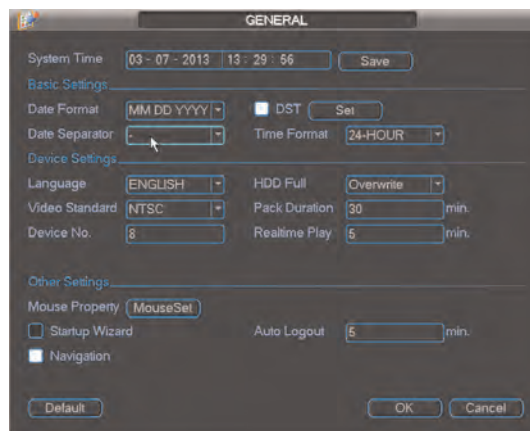 GENERAL
System Time 03 - 07 - 2013 13 : 29 : 56 Save
Basic Settings
Date Format MM DD YYYY DST Set
Date Separator - Time Format 24-HOUR
Device Settings
Language ENGLISH HDD Full Overwrite
Video Standard NTSC Pack Duration 30 min.
Device No. 8 Realtime Play 5 min.
Other Settings
Mouse Property MouseSet
Startup Wizard Auto Logout 5 min.
Navigation
Default OK Cancel